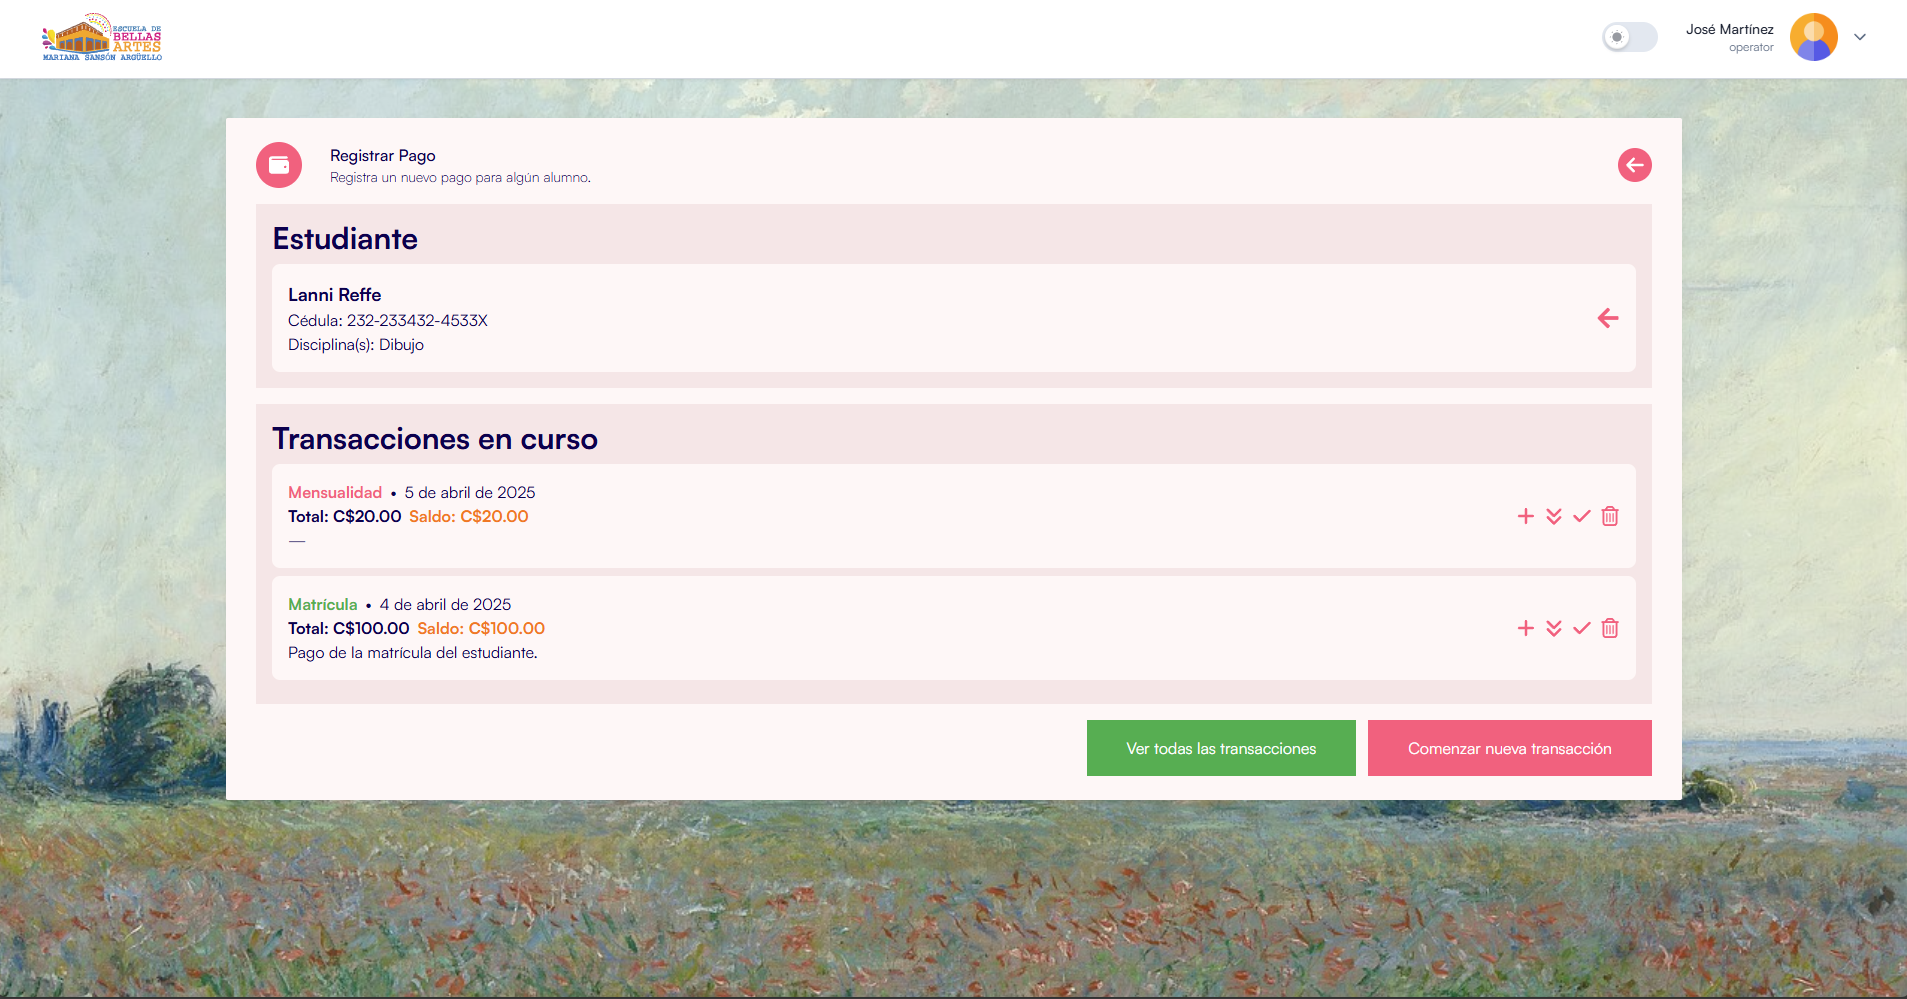 ESCUELA DE
BELLAS
ARTES
MARIANA SANSÓN ARGÜELLO
José Martínez
operator
Registrar Pago
Registra un nuevo pago para algún alumno.
Estudiante
Lanni Reffe
Cédula: 232-233432-4533X
Disciplina(s): Dibujo
Transacciones en curso
Mensualidad • 5 de abril de 2025
Total: C$20.00 Saldo: C$20.00
—
Matrícula • 4 de abril de 2025
Total: C$100.00 Saldo: C$100.00
Pago de la matrícula del estudiante.
Ver todas las transacciones
Comenzar nueva transacción